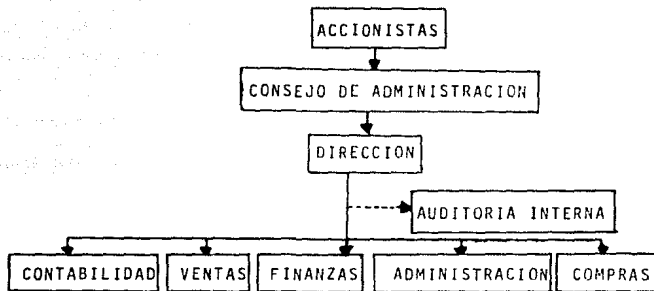 ACCIONISTAS
CONSEJO DE ADMINISTRACION
DIRECCION
AUDITORIA INTERNA
CONTABILIDAD VENTAS FINANZAS ADMINISTRACION COMPRAS